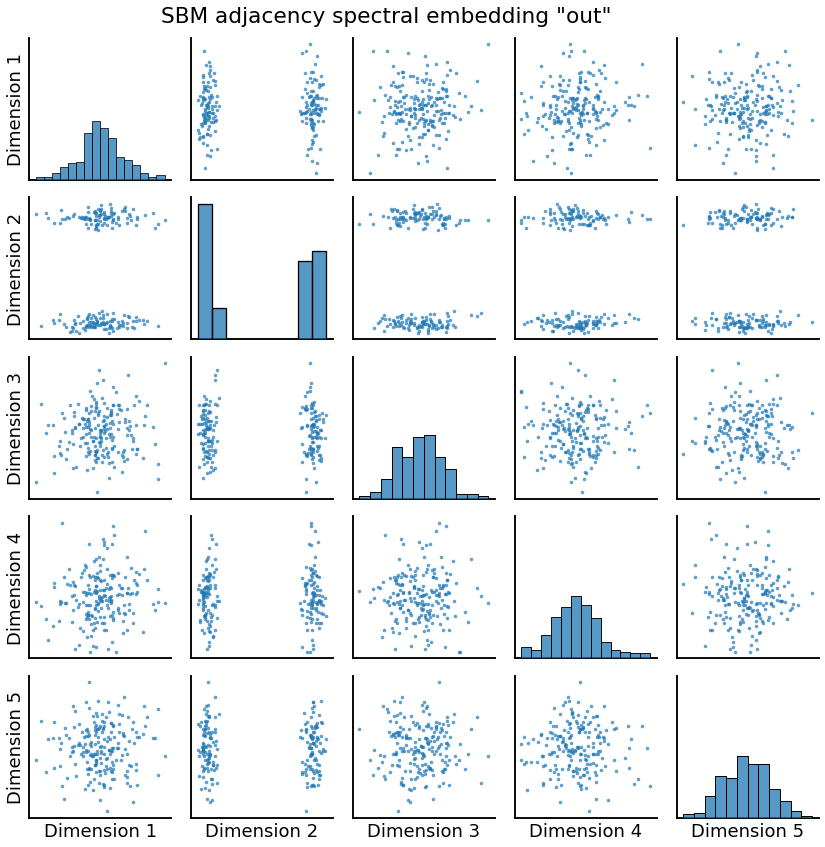 SBM adjacency spectral embedding "out"
Dimension 1
Dimension 2
Dimension 3
Dimension 4
Dimension 5
Dimension 1 Dimension 2 Dimension 3 Dimension 4 Dimension 5